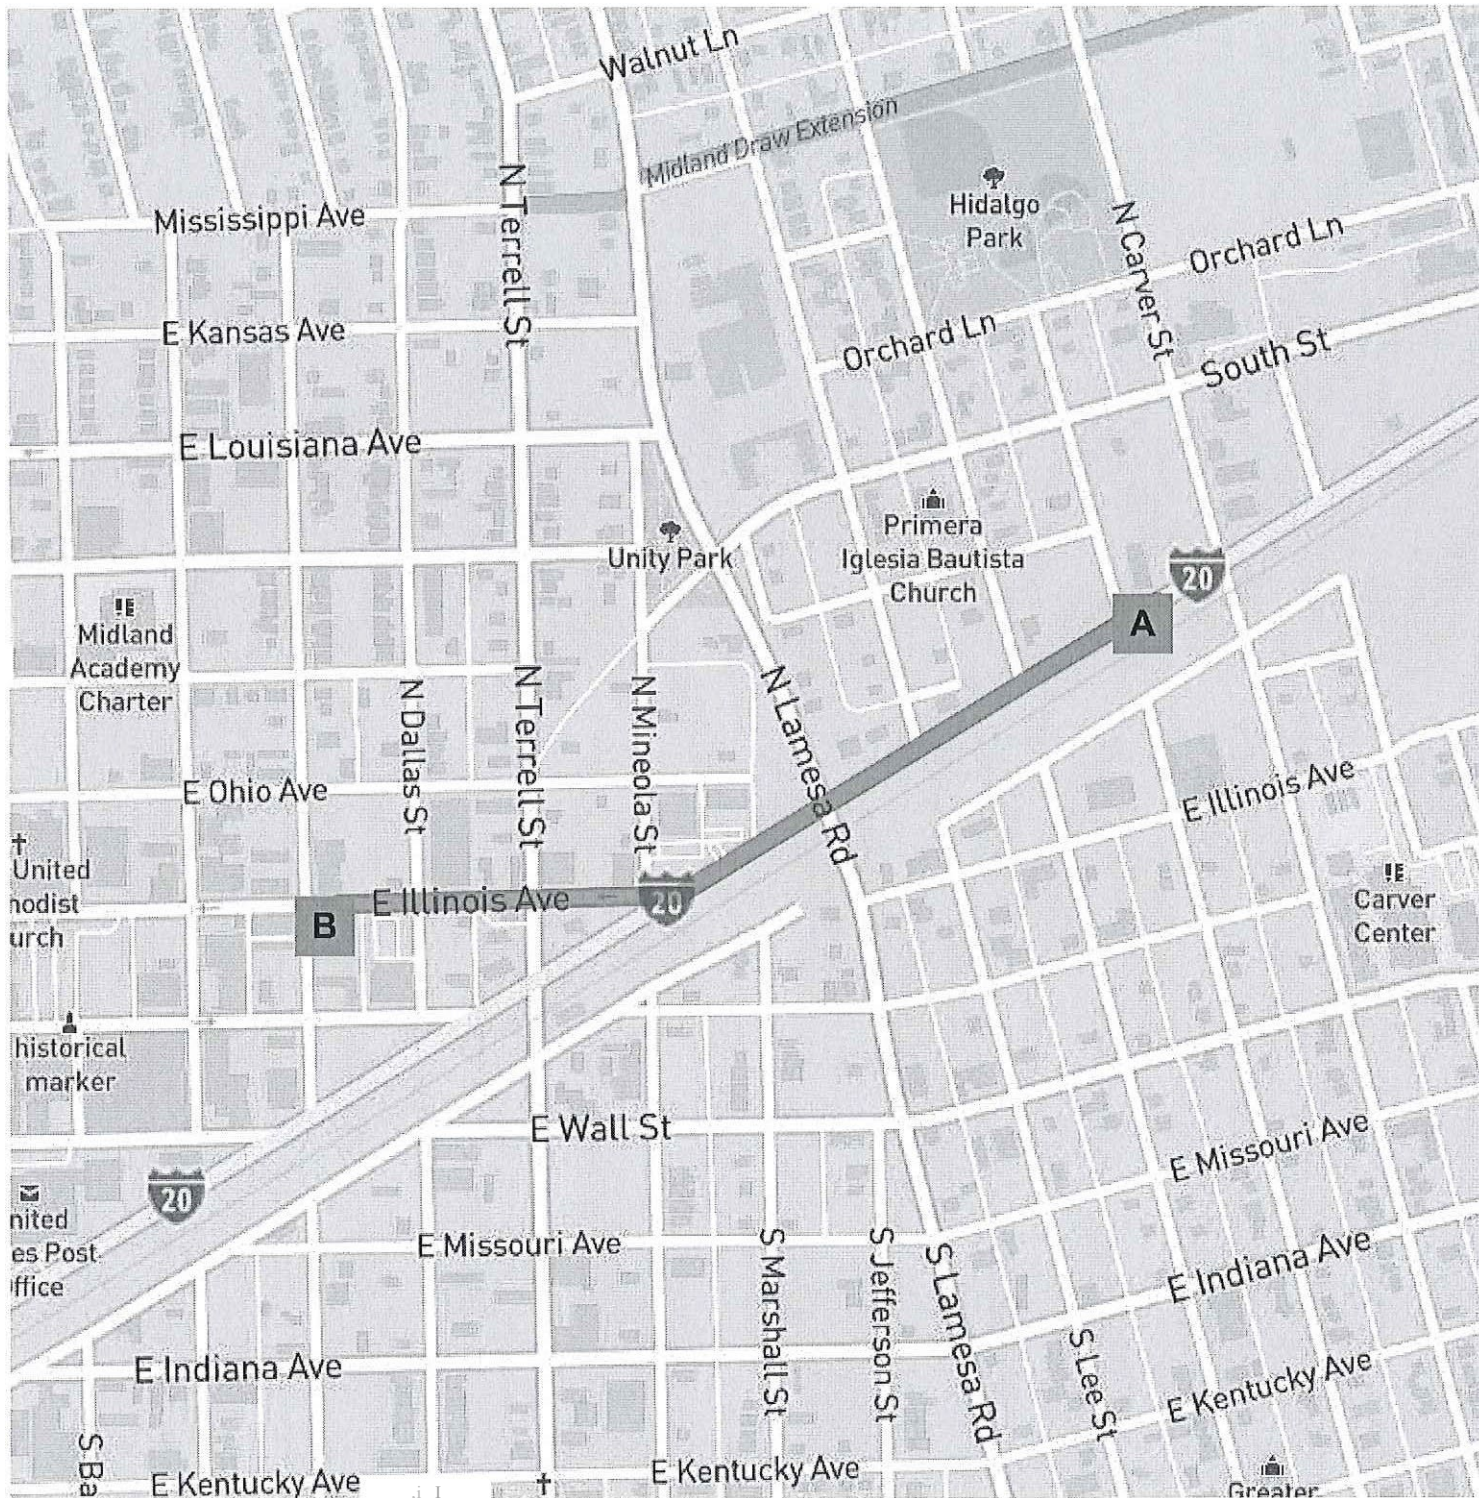 Walnut Ln
Midland Draw Extension
N Terrell St
Hidalgo
Park
N Carver St
Mississippi Ave
Orchard Ln
E Kansas Ave
Orchard Ln
South St
E Louisiana Ave
Primera
Iglesia Bautista
Church
Unity Park
20
A
Midland
Academy
Charter
N Dallas St
N Terrell St
N Mineola St
N Lamesa Rd
E Ohio Ave
E Illinois Ave
United
hodist
urch
B
E Illinois Ave
20
Carver
Center
historical
marker
E Wall St
E Missouri Ave
20
nited
es Post
ffice
E Missouri Ave
S Marshall St
S Jefferson St
S Lamesa Rd
E Indiana Ave
E Indiana Ave
S Lee St
E Kentucky Ave
S Ba
E Kentucky Ave
E Kentucky Ave
Greater